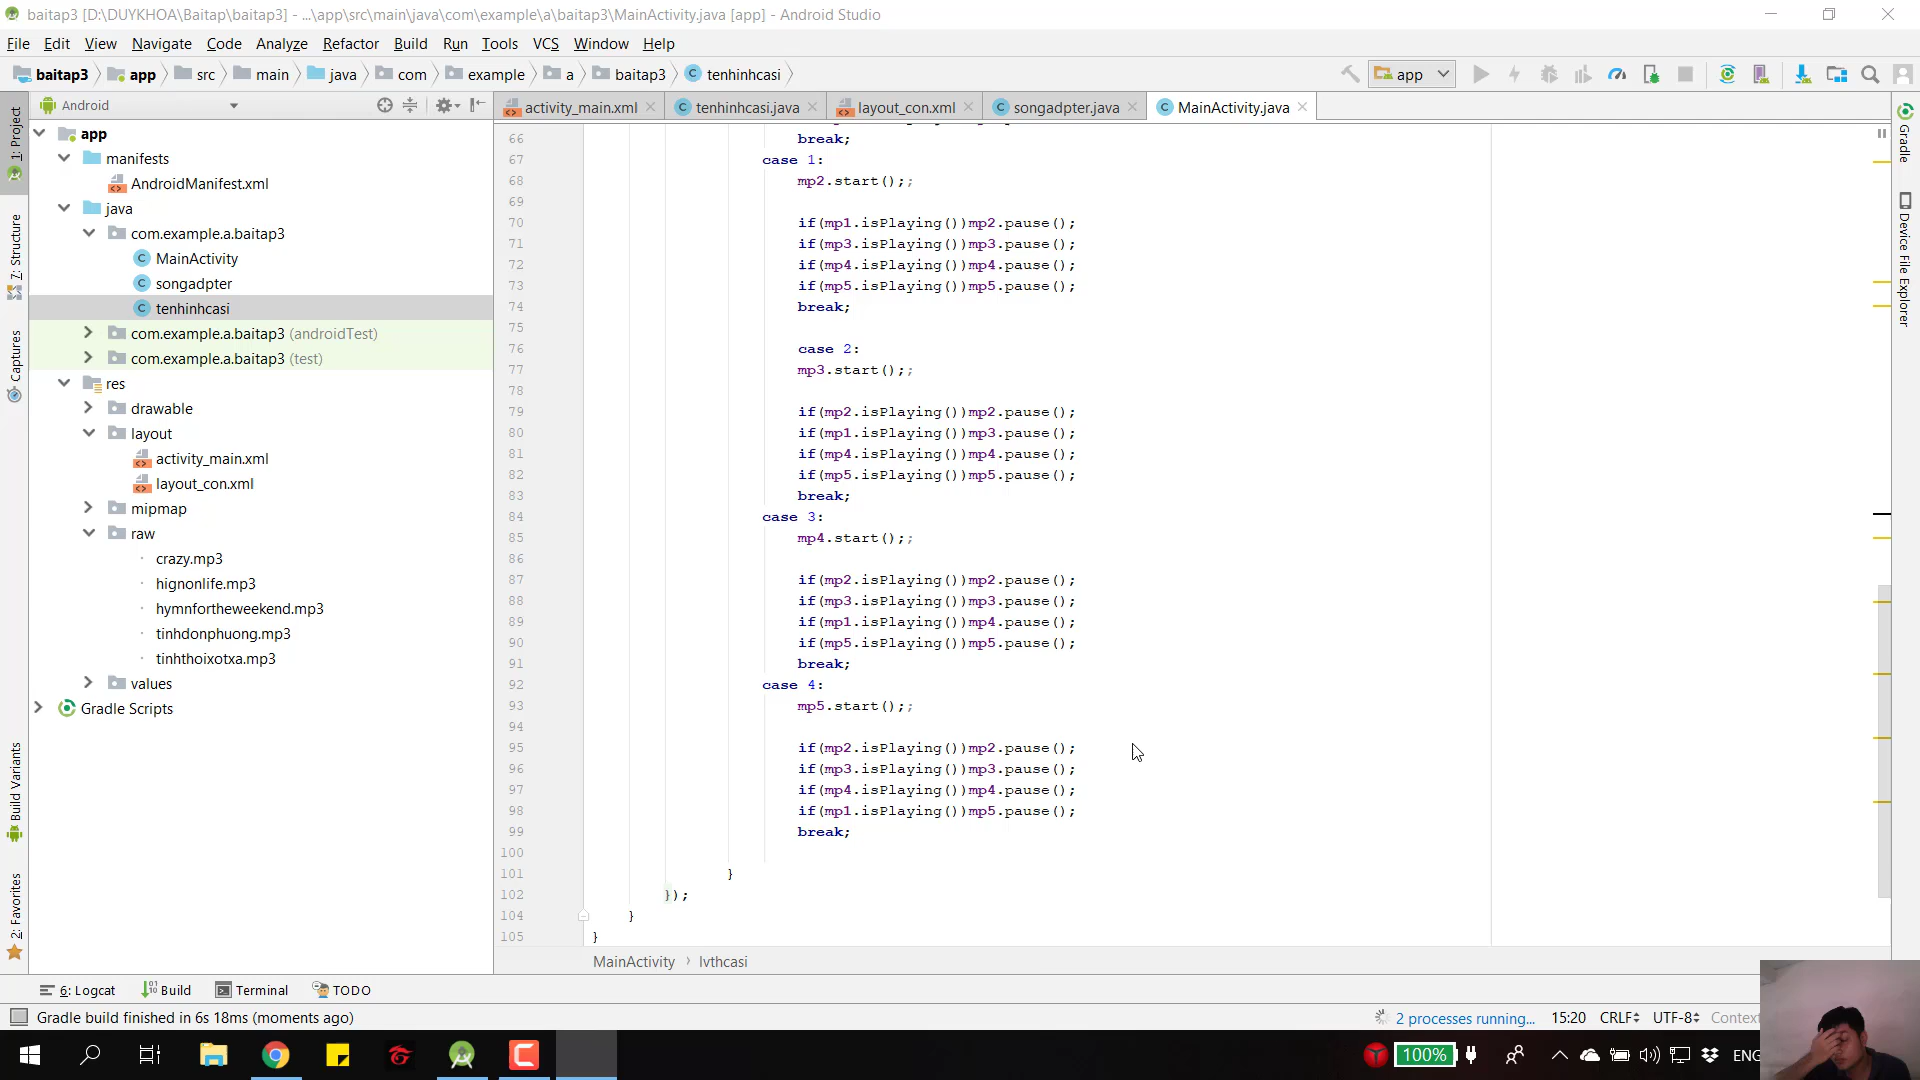 baitap3 [D:\DUYKHOA\Baitap\baitap3] - ...\app\src\main\java\com\example\a\baitap3\MainActivity.java [app] - Android Studio
File Edit View Navigate Code Analyze Refactor Build Run Tools VCS Window Help
baitap3 app src main java com example a baitap3 tenhinhcasi app
1: Project
7: Structure
Captures
Build Variants
2: Favorites
Android
app
manifests
AndroidManifest.xml
java
com.example.a.baitap3
MainActivity
songadpter
tenhinhcasi
com.example.a.baitap3 (androidTest)
com.example.a.baitap3 (test)
res
drawable
layout
activity_main.xml
layout_con.xml
mipmap
raw
crazy.mp3
hignonlife.mp3
hymnfortheweekend.mp3
tinhdonphuong.mp3
tinhthoixotxa.mp3
values
Gradle Scripts
activity_main.xml tenhinhcasi.java layout_con.xml songadpter.java MainActivity.java
66 break;
67 case 1:
68 mp2.start();;
69
70 if(mp1.isPlaying())mp2.pause();
71 if(mp3.isPlaying())mp3.pause();
72 if(mp4.isPlaying())mp4.pause();
73 if(mp5.isPlaying())mp5.pause();
74 break;
75
76 case 2:
77 mp3.start();;
78
79 if(mp2.isPlaying())mp2.pause();
80 if(mp1.isPlaying())mp3.pause();
81 if(mp4.isPlaying())mp4.pause();
82 if(mp5.isPlaying())mp5.pause();
83 break;
84 case 3:
85 mp4.start();;
86
87 if(mp2.isPlaying())mp2.pause();
88 if(mp3.isPlaying())mp3.pause();
89 if(mp1.isPlaying())mp4.pause();
90 if(mp5.isPlaying())mp5.pause();
91 break;
92 case 4:
93 mp5.start();;
94
95 if(mp2.isPlaying())mp2.pause();
96 if(mp3.isPlaying())mp3.pause();
97 if(mp4.isPlaying())mp4.pause();
98 if(mp1.isPlaying())mp5.pause();
99 break;
100
101 }
102 });
104 }
105 }
MainActivity › lvthcasi
Gradle
Device File Explorer
6: Logcat Build Terminal TODO
Gradle build finished in 6s 18ms (moments ago)
2 processes running... 15:20 CRLF UTF-8 Context
100% ENG